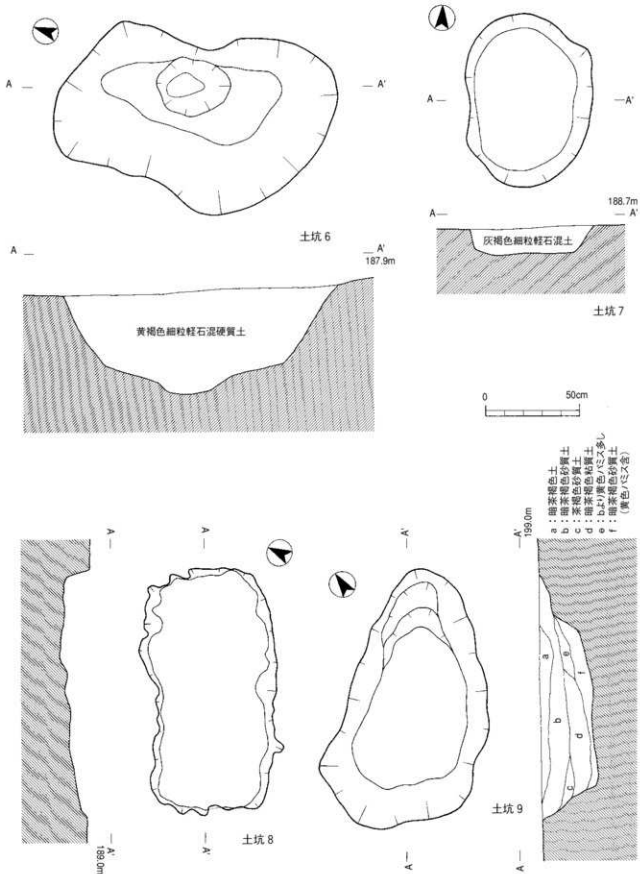 A
A'
土坑 6
A
A'
187.9m
黄褐色細粒軽石混硬質土
A
A'
188.7m
A
A'
灰褐色細粒軽石混土
土坑 7
0
50cm
A
A'
189.0m
A
A'
土坑 8
A'
A
土坑 9
A'
199.0m
A
a
b
c
d
e
f
a：暗茶褐色土
b：暗茶褐色砂質土
c：茶褐色砂質土
d：暗茶褐色粘質土
e：bより黄色パミス多し
f：暗茶褐色砂質土
（黄色パミス含）